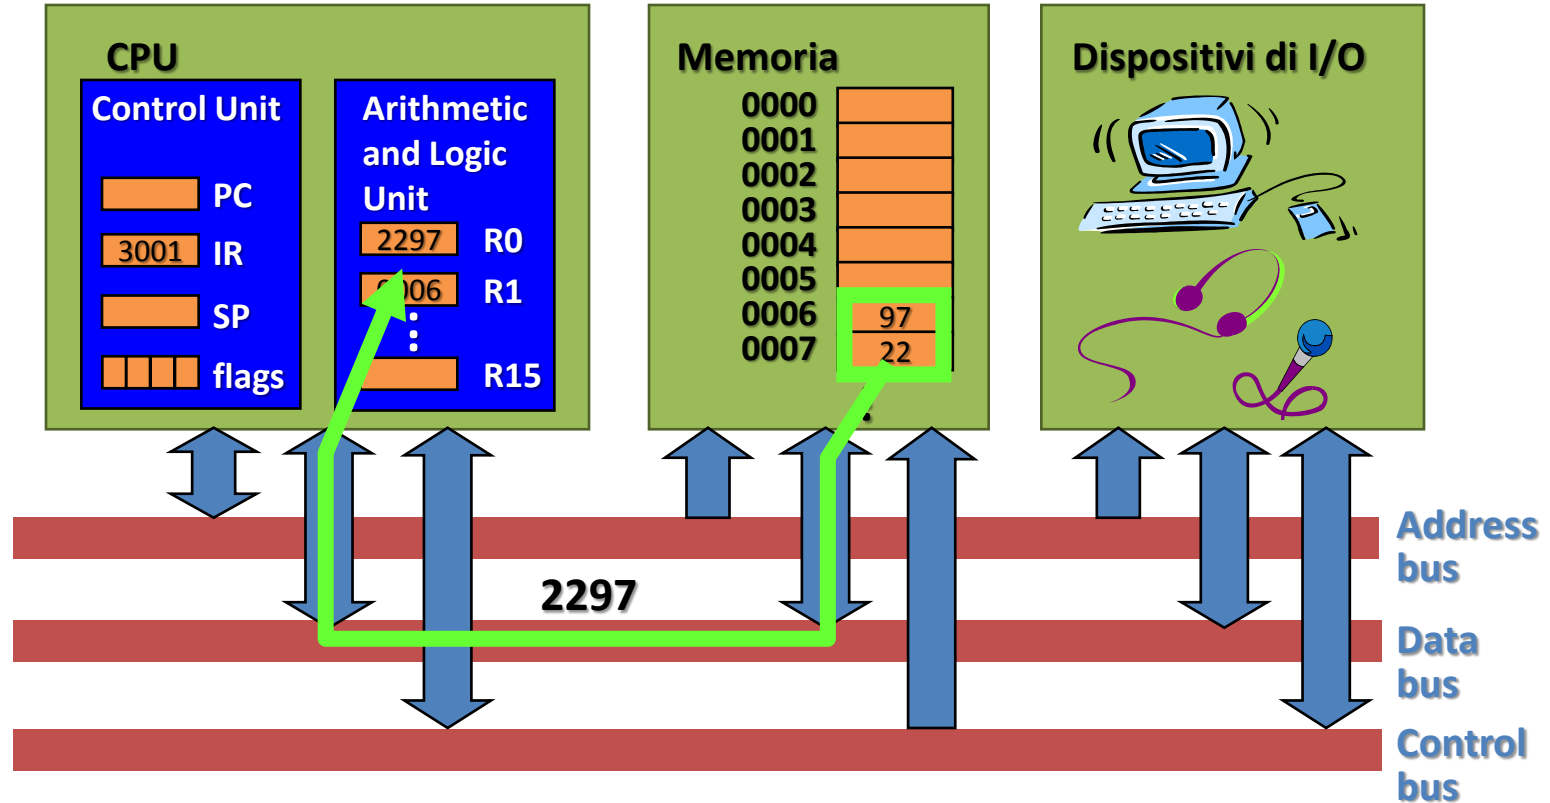 CPU
Control Unit
PC
3001 IR
SP
flags
Arithmetic
and Logic
Unit
2297 R0
R1
R15
Memoria
0000
0001
0002
0003
0004
0005
0006 97
0007 22
Dispositivi di I/O
Address
bus
2297
Data
bus
Control
bus